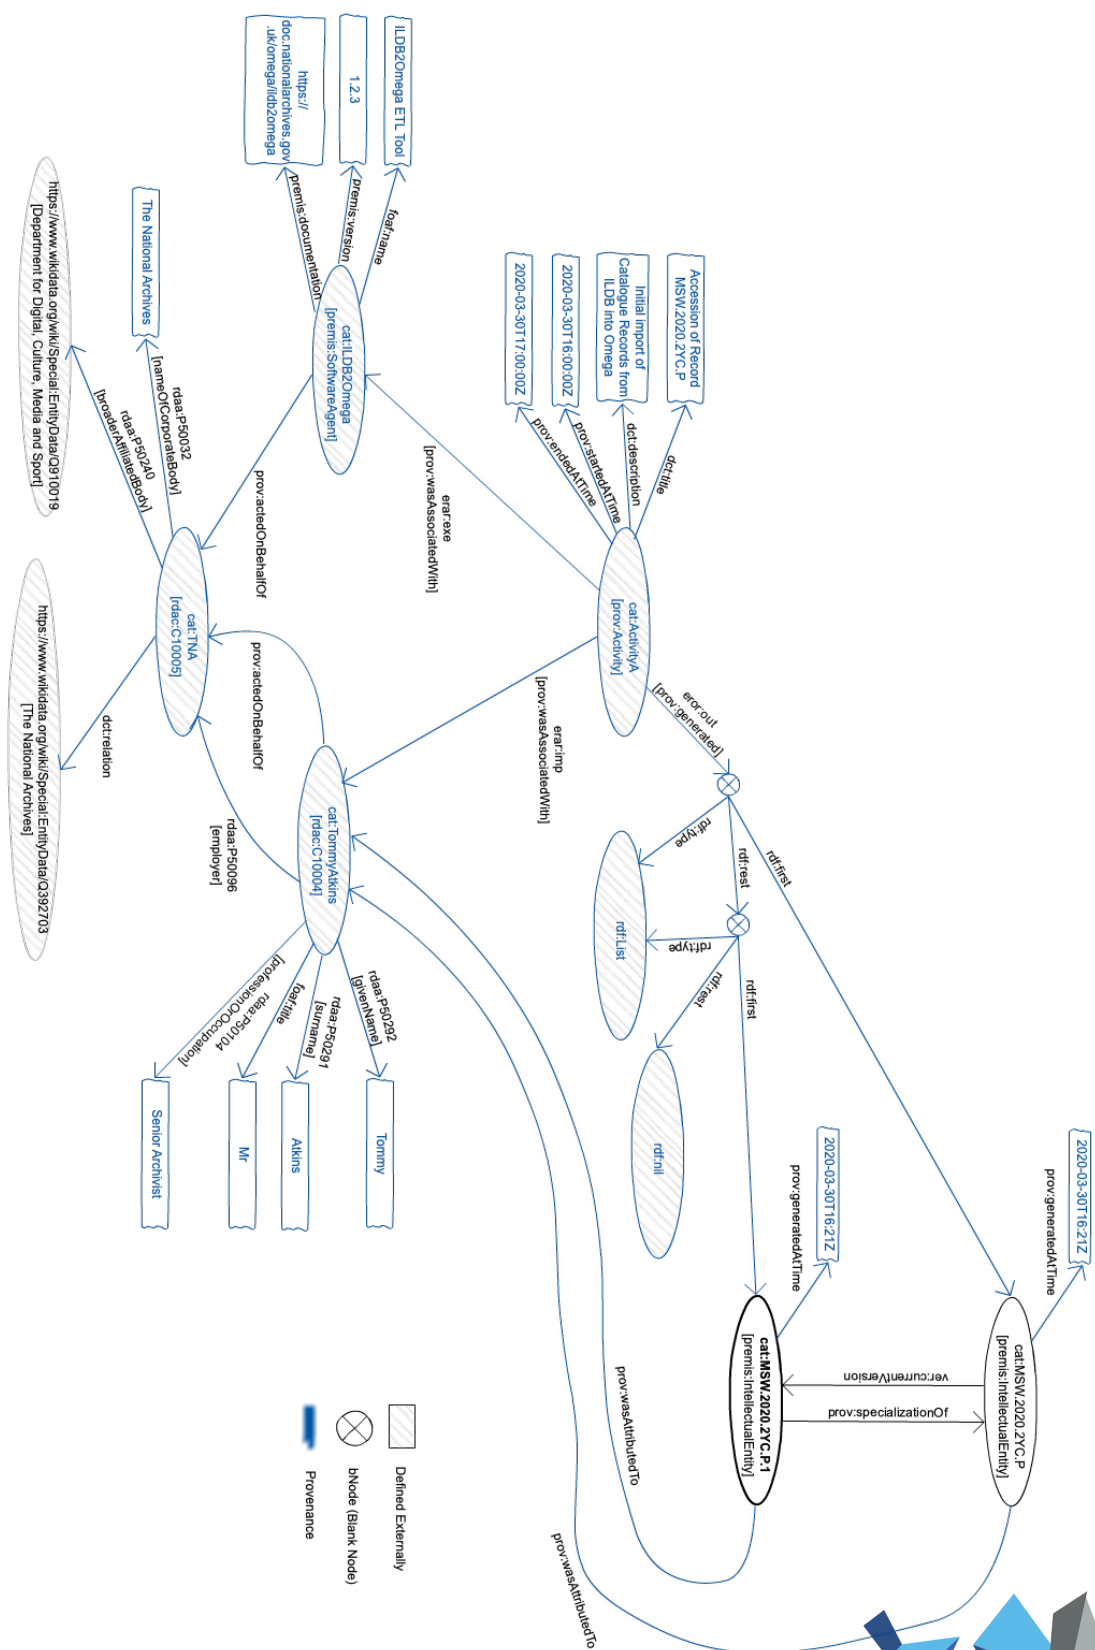 cat:MSW.2020.2YC.P
[premis:IntellectualEntity]
2020-03-30T16:21Z
prov:generatedAtTime
ver:currentVersion
prov:specializationOf
cat:MSW.2020.2YC.P.1
[premis:IntellectualEntity]
2020-03-30T16:21Z
prov:generatedAtTime
prov:wasAttributedTo
prov:wasAttributedTo
Accession of Record
MSW.2020.2YC.P
Initial import of
Catalogue Records from
ILDB into Omega
2020-03-30T16:00:00Z
2020-03-30T17:00:00Z
dct:title
dct:description
prov:startedAtTime
prov:endedAtTime
cat:ActivityA
[prov:Activity]
eror:out
[prov:generated]
rdf:first
rdf:rest
rdf:type
rdf:first
rdf:type
rdf:rest
rdf:List
rdf:nil
erar:exe
[prov:wasAssociatedWith]
erar:imp
[prov:wasAssociatedWith]
ILDB2Omega ETL Tool
1.2.3
https://
doc.nationalarchives.gov
.uk/omega/ildb2omega
foaf:name
premis:version
premis:documentation
cat:ILDB2Omega
[premis:SoftwareAgent]
prov:actedOnBehalfOf
prov:actedOnBehalfOf
cat:TommyAtkins
[rdac:C10004]
rdaa:P50292
[givenName]
rdaa:P50291
[surname]
foaf:title
rdaa:P50104
[professionOrOccupation]
Tommy
Atkins
Mr
Senior Archivist
rdaa:P50096
[employer]
The National Archives
rdaa:P50032
[nameOfCorporateBody]
rdaa:P50240
[broaderAffiliatedBody]
cat:TNA
[rdac:C10005]
dct:relation
https://www.wikidata.org/wiki/Special:EntityData/Q910019
[Department for Digital, Culture, Media and Sport]
https://www.wikidata.org/wiki/Special:EntityData/Q392703
[The National Archives]
Defined Externally
bNode (Blank Node)
Provenance